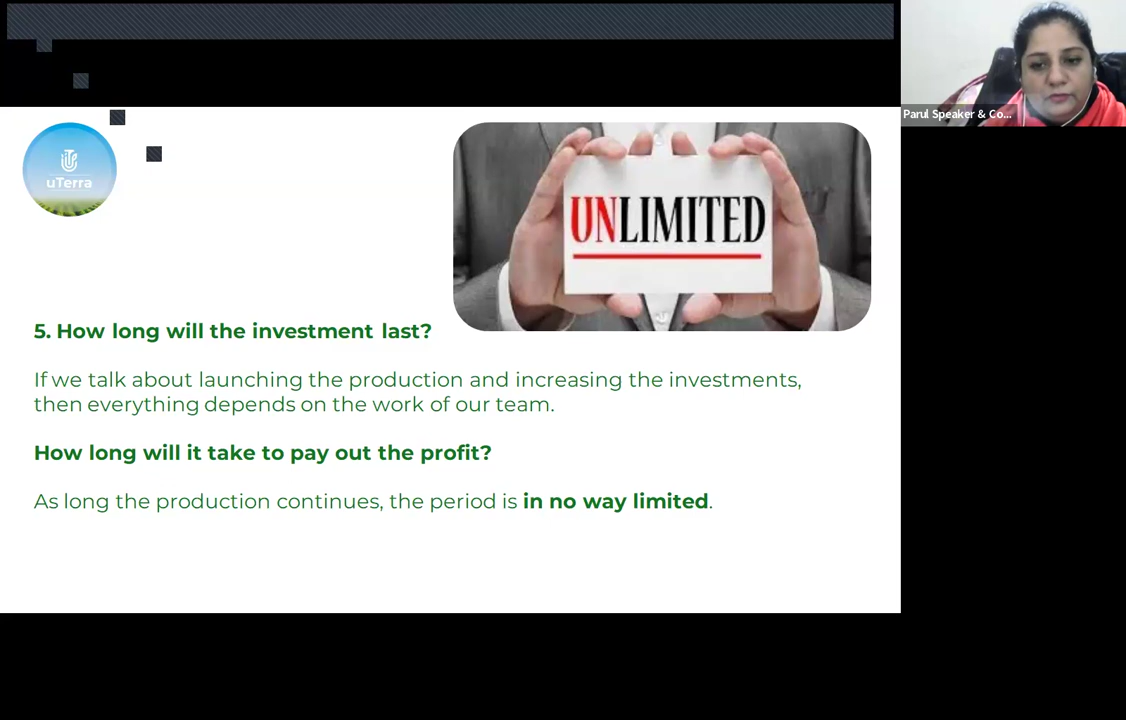 Parul Speaker & Co...
uTerra
UNLIMITED
5. How long will the investment last?
If we talk about launching the production and increasing the investments,
then everything depends on the work of our team.
How long will it take to pay out the profit?
As long the production continues, the period is in no way limited.